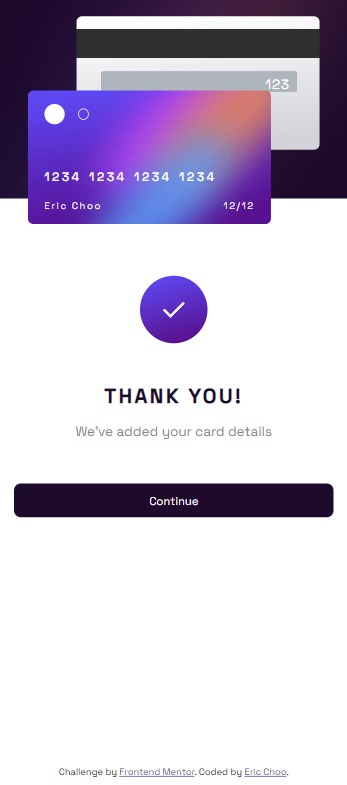 123
1234 1234 1234 1234
Eric Choo 12/12
THANK YOU!
We've added your card details
Continue
Challenge by Frontend Mentor. Coded by Eric Choo.